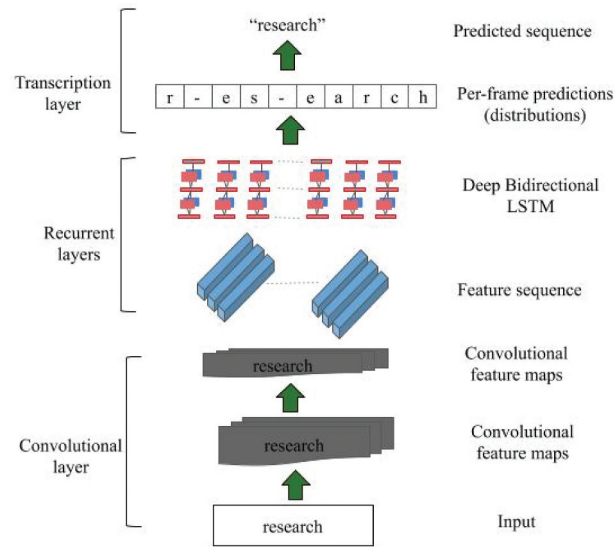 "research"
Predicted sequence
Transcription
layer
r - e s - e a r c h
Per-frame predictions
(distributions)
Deep Bidirectional
LSTM
Recurrent
layers
Feature sequence
research
Convolutional
feature maps
Convolutional
layer
research
Convolutional
feature maps
research
Input